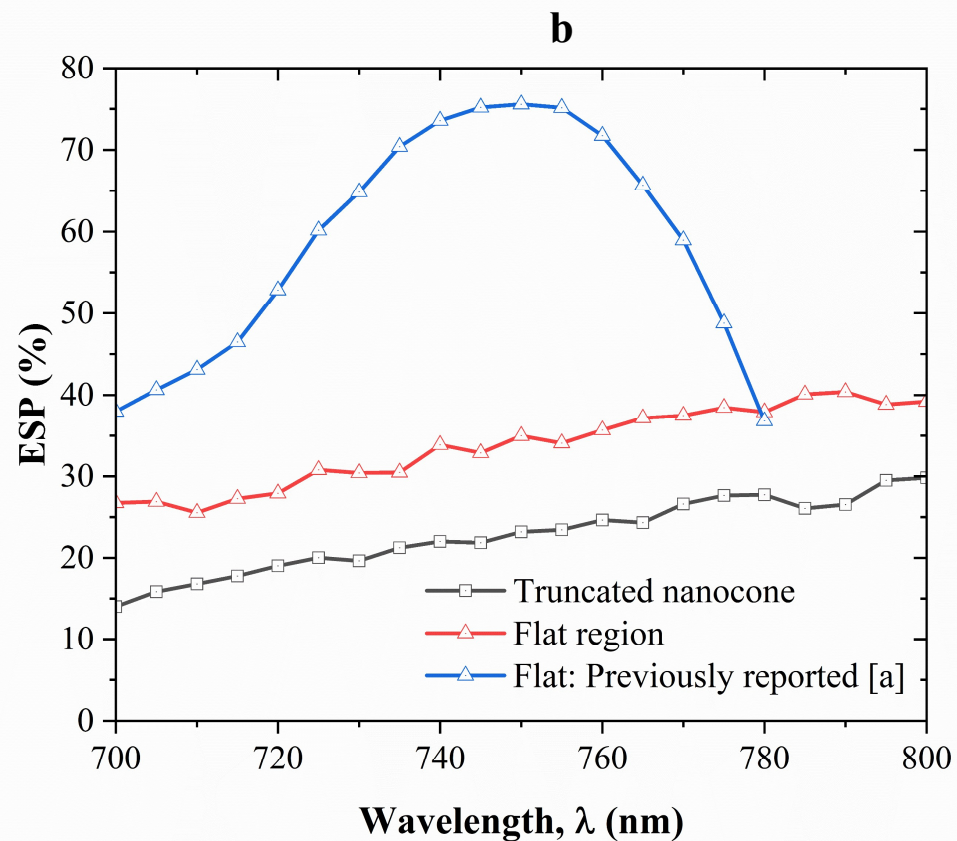 b
80
70
60
50
40
30
20
10
0
ESP (%)
Truncated nanocone
Flat region
Flat: Previously reported [a]
700 720 740 760 780 800
Wavelength, λ (nm)